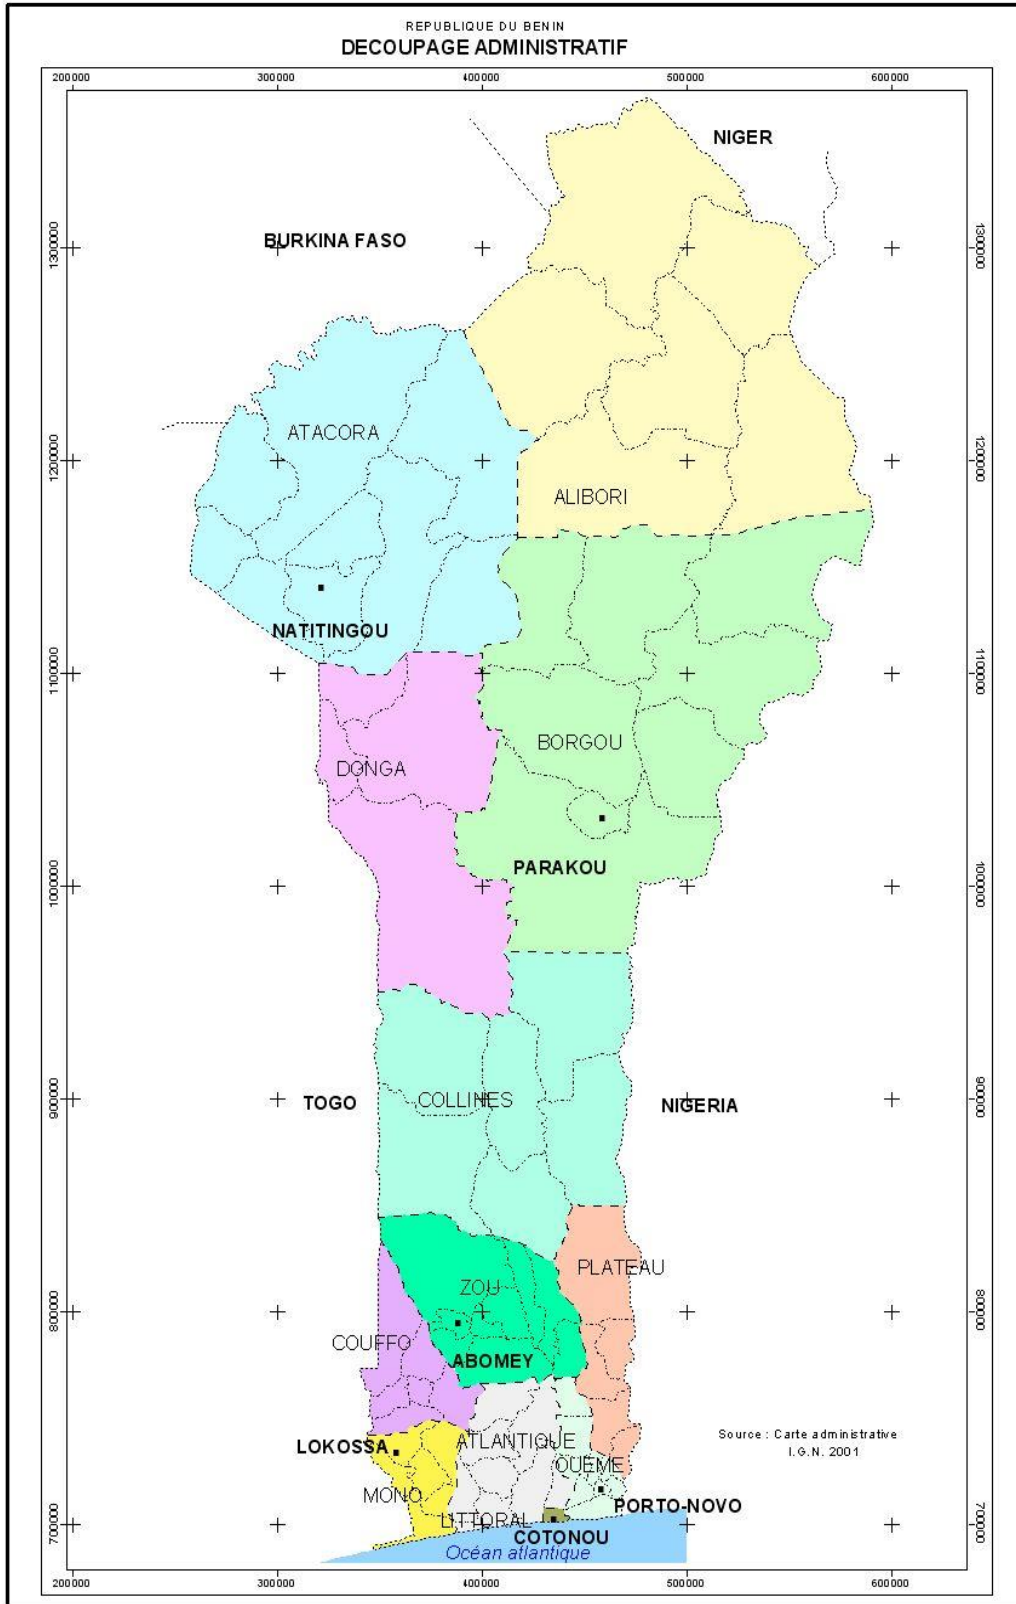 REPUBLIQUE DU BENIN
DECOUPAGE ADMINISTRATIF
200000 300000 400000 500000 600000
NIGER
BURKINA FASO
1300000 1300000
ATACORA
1200000 1200000
ALIBORI
NATITINGOU
1100000 1100000
BORGOU
DONGA
PARAKOU
1000000 1000000
TOGO
COLLINES
NIGERIA
900000 900000
PLATEAU
ZOU
800000 800000
COUFFO
ABOMEY
Source : Carte administrative
I.G.N. 2001
LOKOSSA
ATLANTIQUE
OUEME
MONO
PORTO-NOVO
LITTORAL
700000 700000
COTONOU
Océan atlantique
200000 300000 400000 500000 600000